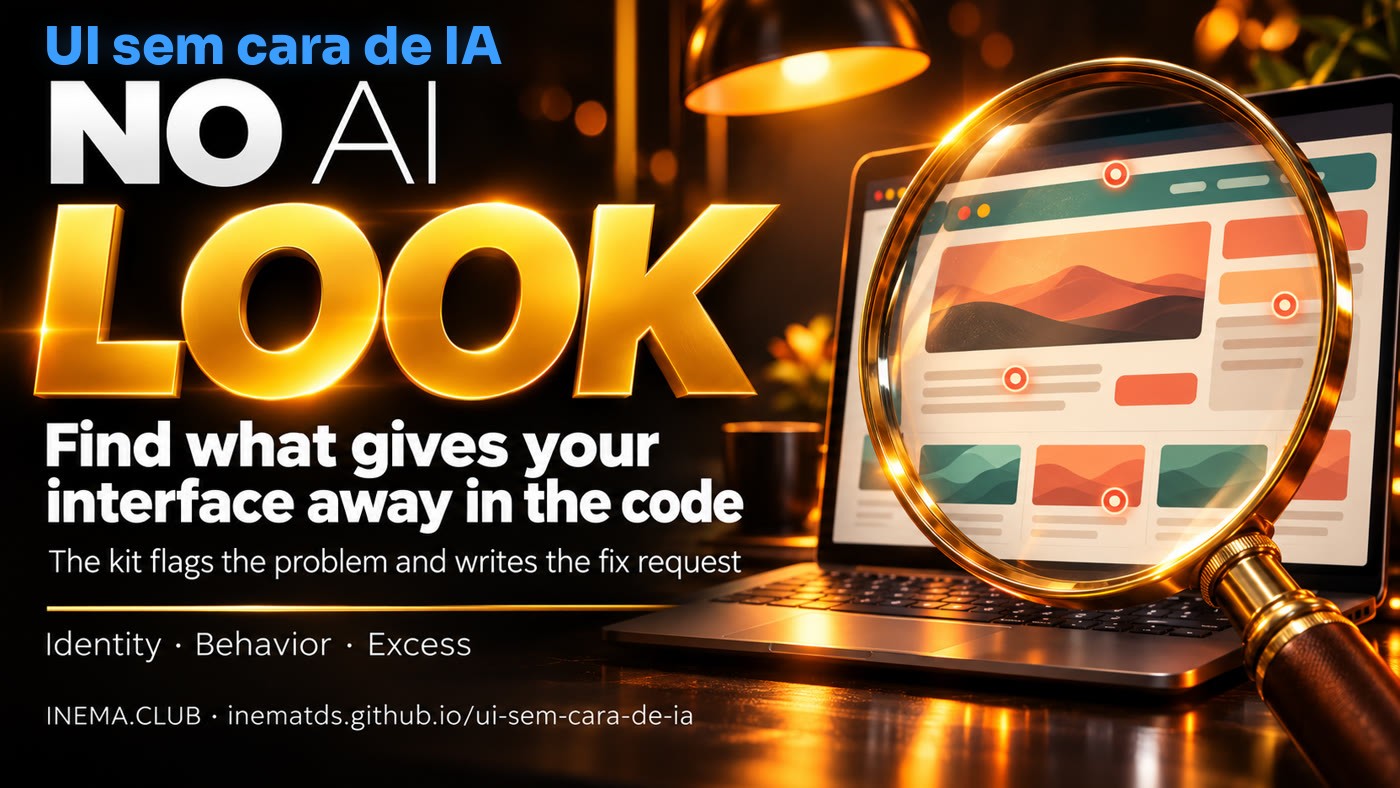 UI sem cara de IA
NO AI
LOOK
Find what gives your
interface away in the code
The kit flags the problem and writes the fix request
Identity · Behavior · Excess
INEMA.CLUB · inematds.github.io/ui-sem-cara-de-ia